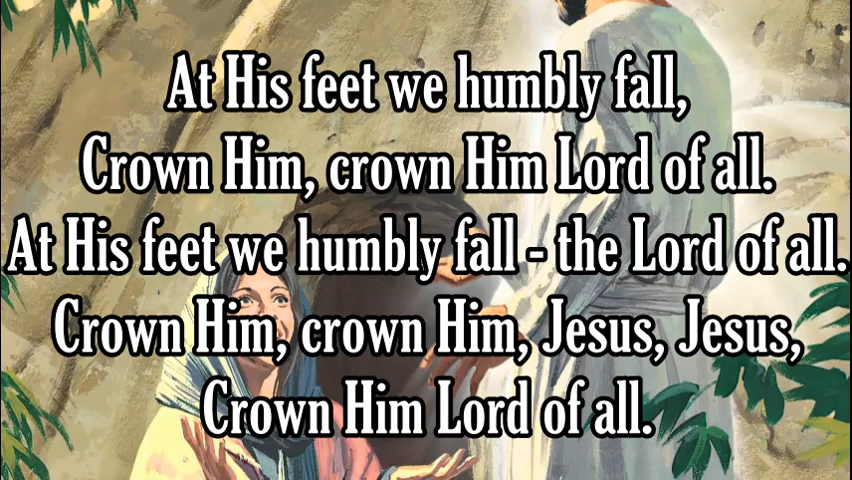 At His feet we humbly fall,
Crown Him, crown Him Lord of all.
At His feet we humbly fall - the Lord of all.
Crown Him, crown Him, Jesus, Jesus,
Crown Him Lord of all.